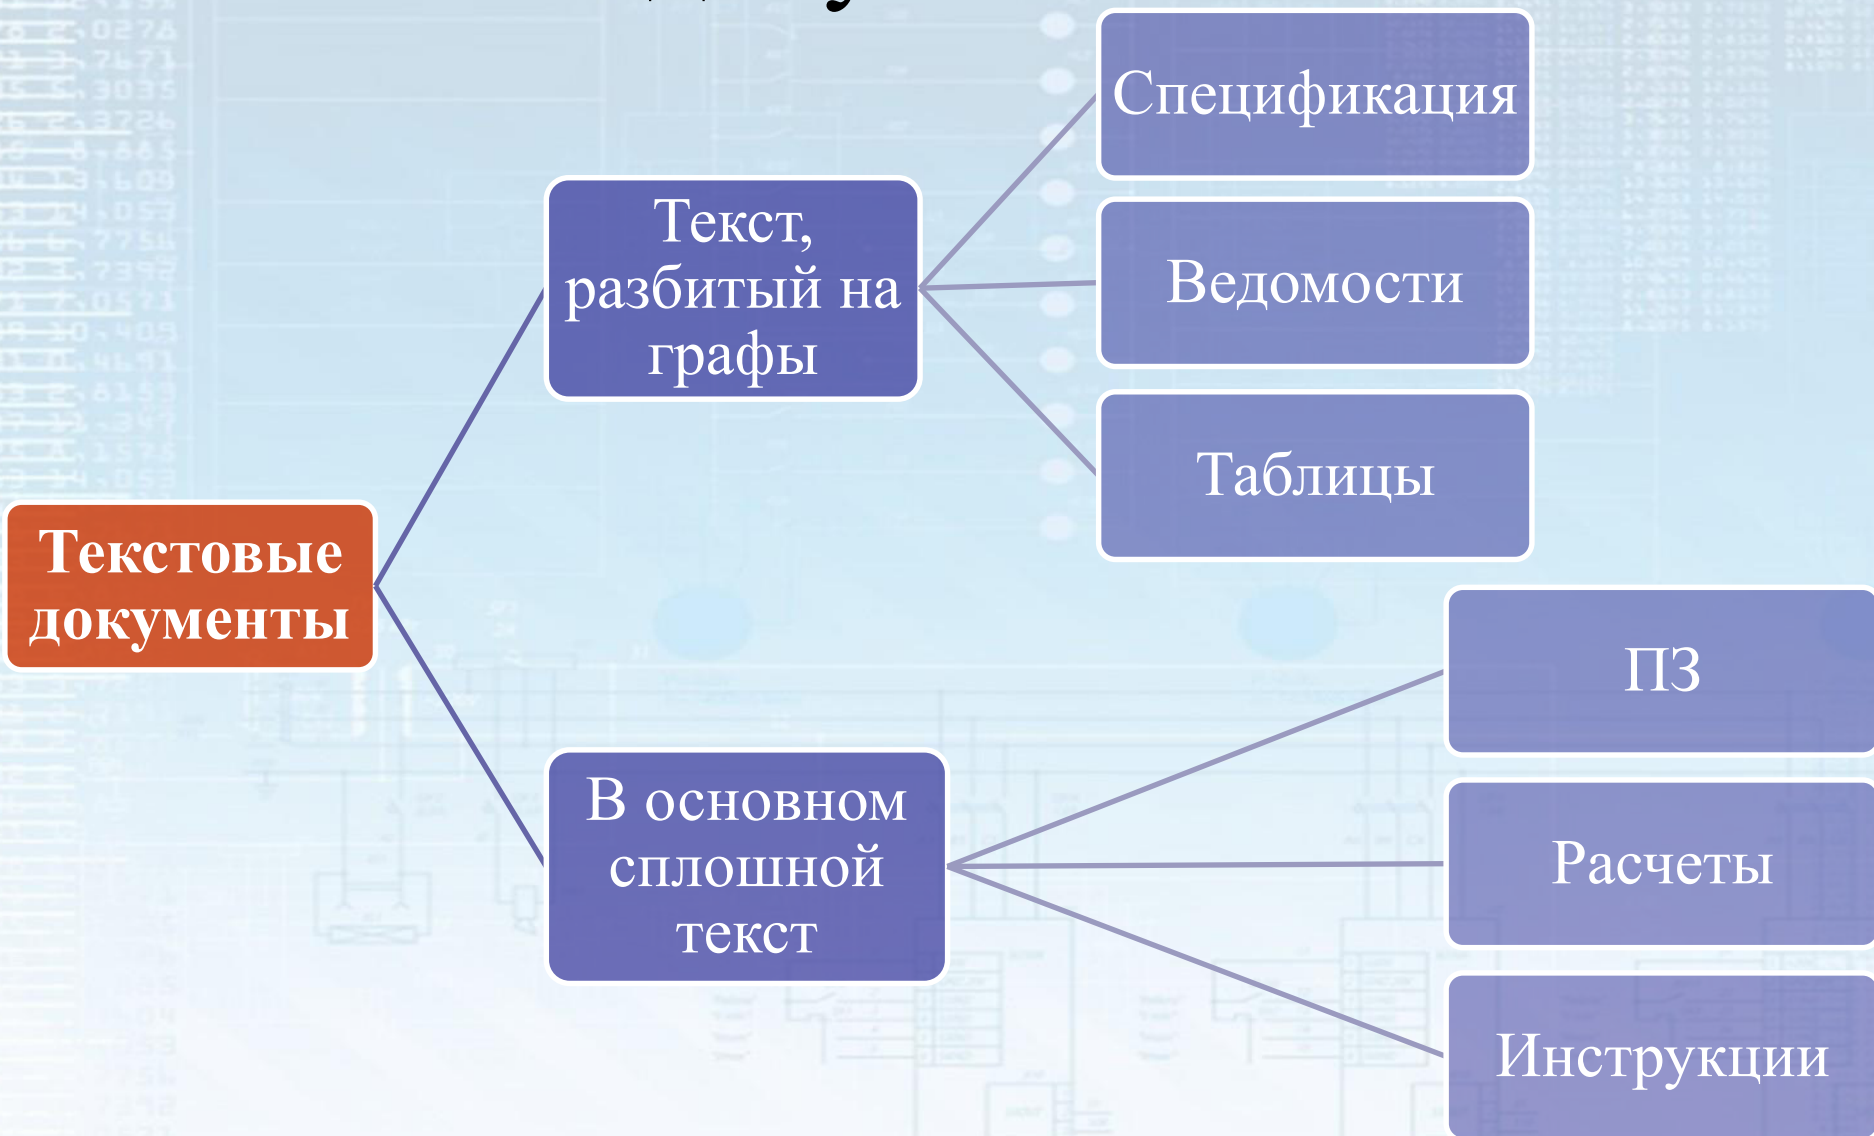 Спецификация
Текст,
разбитый на
графы
Ведомости
Таблицы
Текстовые
документы
ПЗ
В основном
сплошной
текст
Расчеты
Инструкции